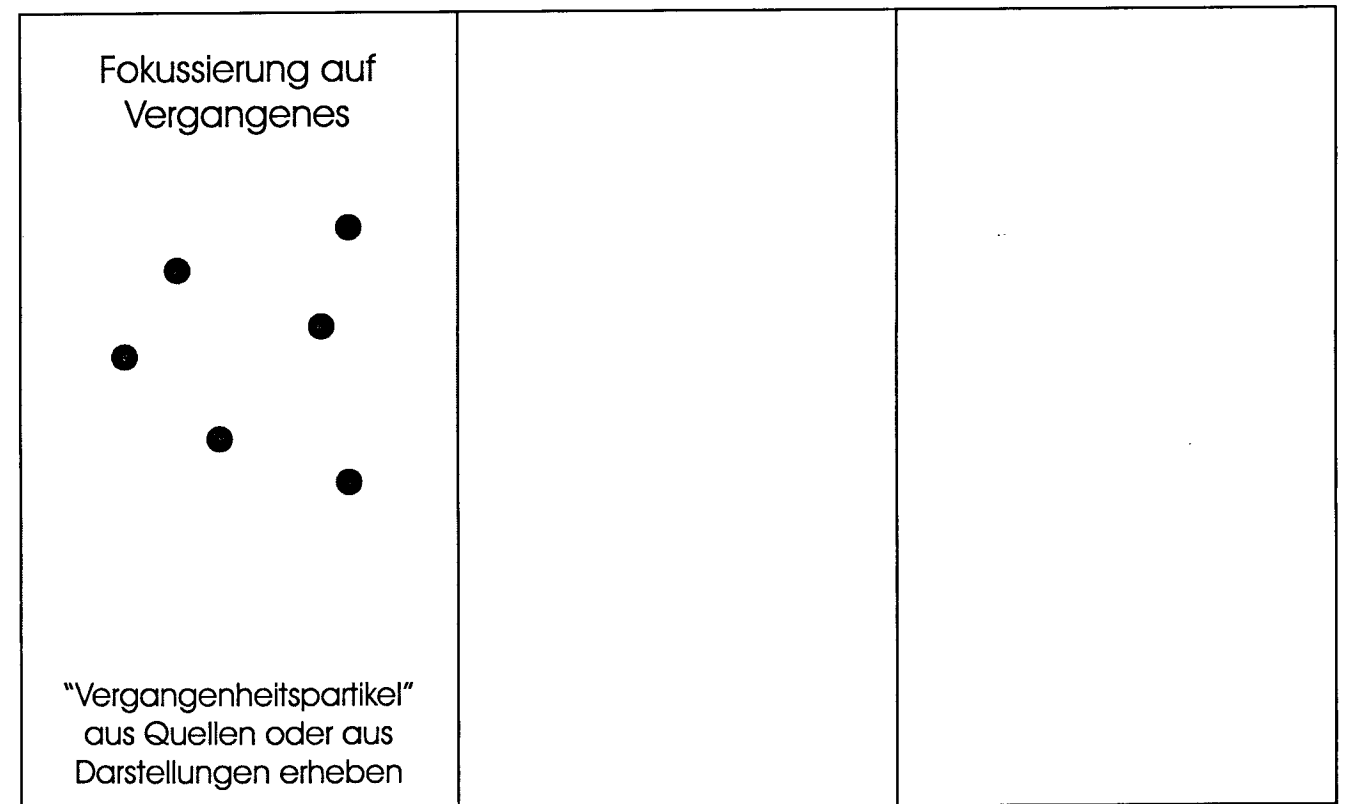 Fokussierung auf
Vergangenes
"Vergangenheitspartikel"
aus Quellen oder aus
Darstellungen erheben